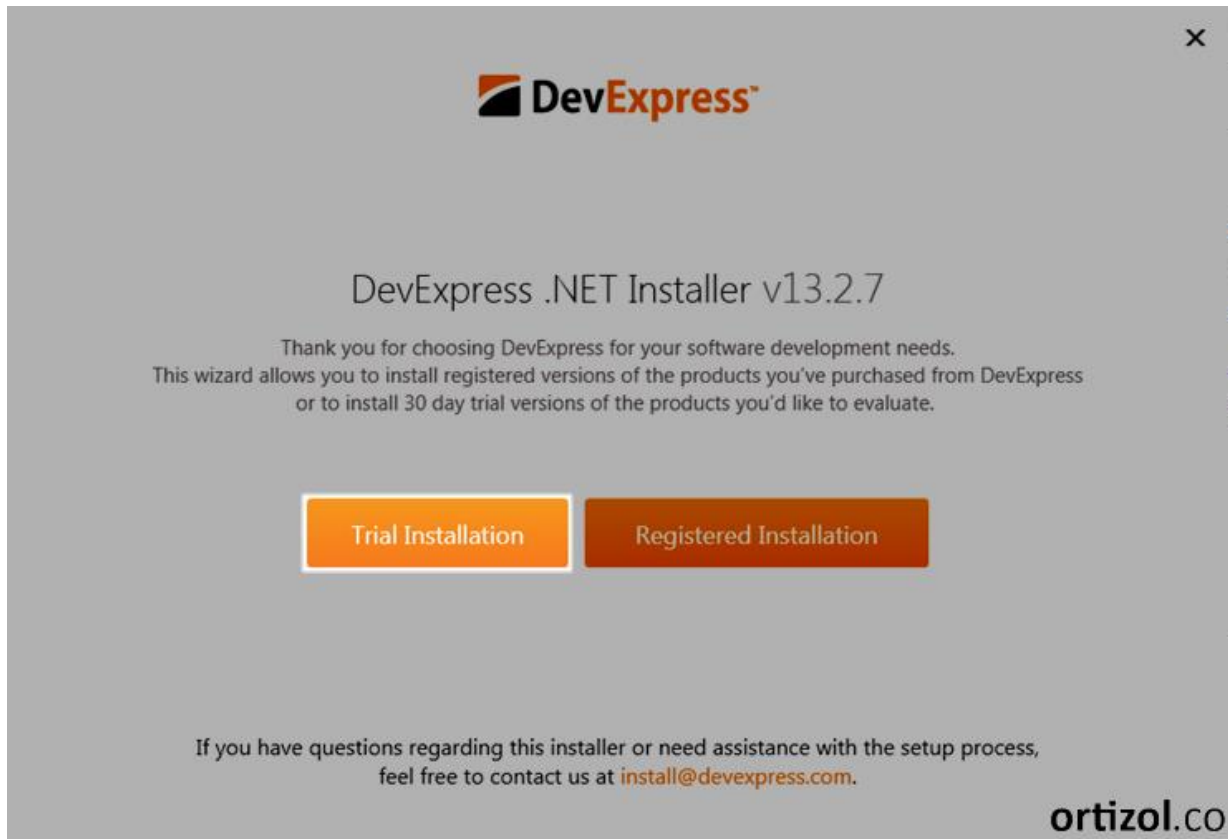 DevExpress™
DevExpress .NET Installer v13.2.7
Thank you for choosing DevExpress for your software development needs.
This wizard allows you to install registered versions of the products you've purchased from DevExpress
or to install 30 day trial versions of the products you'd like to evaluate.
Trial Installation
Registered Installation
If you have questions regarding this installer or need assistance with the setup process,
feel free to contact us at install@devexpress.com.
ortizol.co